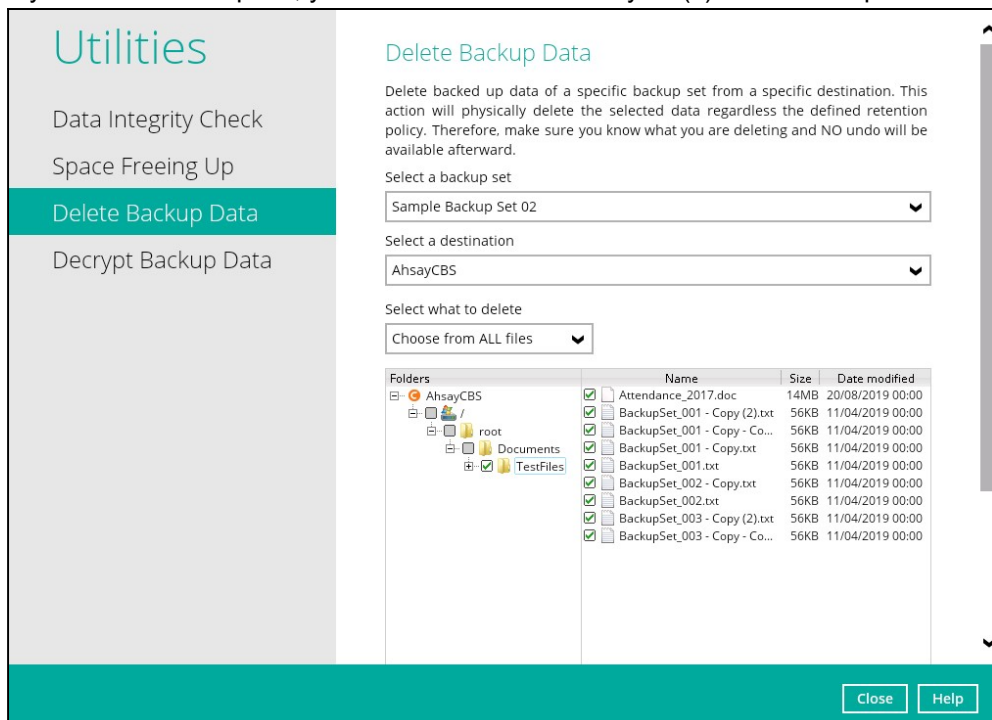 Utilities
Data Integrity Check
Space Freeing Up
Delete Backup Data
Decrypt Backup Data
Delete Backup Data
Delete backed up data of a specific backup set from a specific destination. This
action will physically delete the selected data regardless the defined retention
policy. Therefore, make sure you know what you are deleting and NO undo will be
available afterward.
Select a backup set
Sample Backup Set 02
Select a destination
AhsayCBS
Select what to delete
Choose from ALL files
Folders
AhsayCBS
/
root
Documents
TestFiles
Name Size Date modified
Attendance_2017.doc 14MB 20/08/2019 00:00
BackupSet_001 - Copy (2).txt 56KB 11/04/2019 00:00
BackupSet_001 - Copy - Co... 56KB 11/04/2019 00:00
BackupSet_001 - Copy.txt 56KB 11/04/2019 00:00
BackupSet_001.txt 56KB 11/04/2019 00:00
BackupSet_002 - Copy.txt 56KB 11/04/2019 00:00
BackupSet_002.txt 56KB 11/04/2019 00:00
BackupSet_003 - Copy (2).txt 56KB 11/04/2019 00:00
BackupSet_003 - Copy - Co... 56KB 11/04/2019 00:00
Close Help